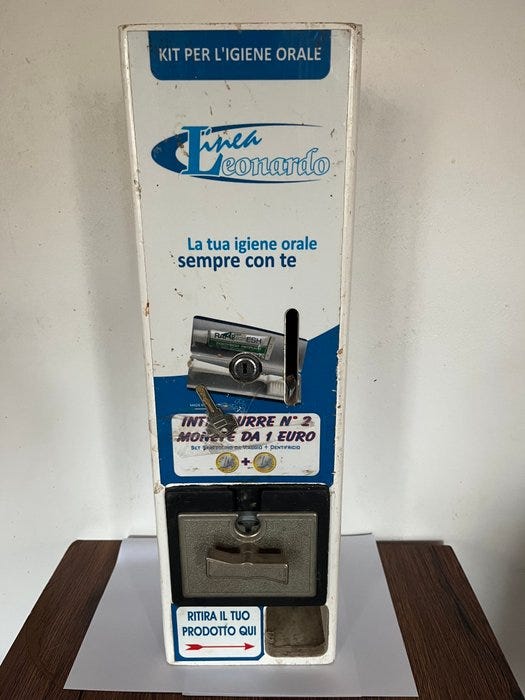 KIT PER L'IGIENE ORALE
Linea
Leonardo
La tua igiene orale
sempre con te
N° 2
MONETE DA 1 EURO
+
RITIRA IL TUO
PRODOTTO QUI